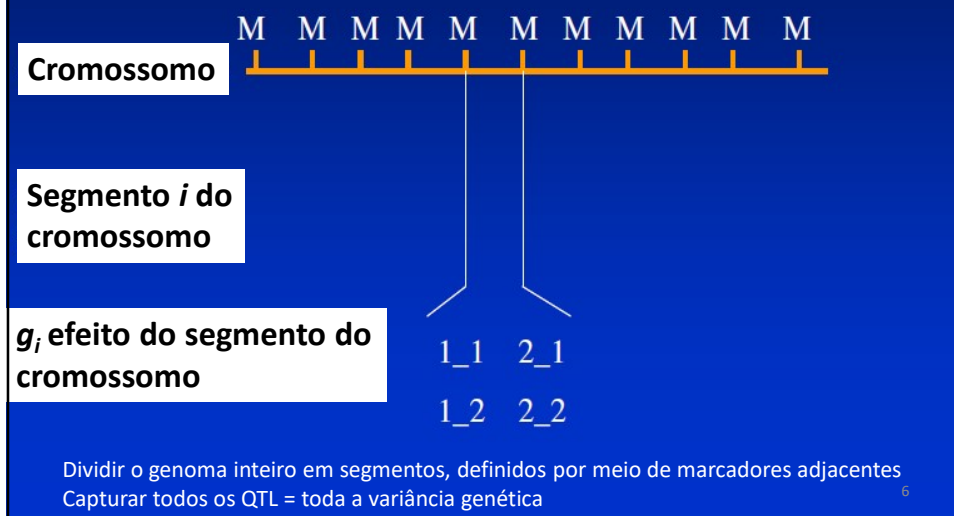 M M M M M M M M M M M
Cromossomo
Segmento i do
cromossomo
gi efeito do segmento do
cromossomo
1_1 2_1
1_2 2_2
Dividir o genoma inteiro em segmentos, definidos por meio de marcadores adjacentes
Capturar todos os QTL = toda a variância genética
6